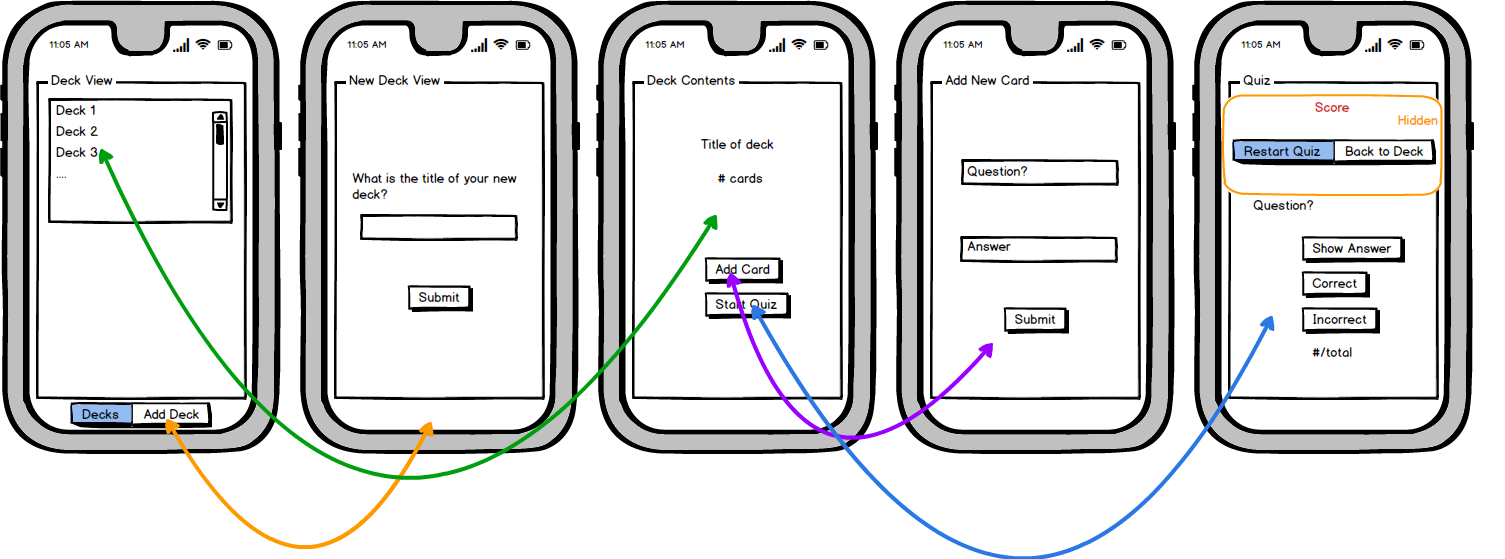 11:05 AM
Deck View
Deck 1
Deck 2
Deck 3
....
Decks
Add Deck
11:05 AM
New Deck View
What is the title of your new
deck?
Submit
11:05 AM
Deck Contents
Title of deck
# cards
Add Card
Start Quiz
11:05 AM
Add New Card
Question?
Answer
Submit
11:05 AM
Quiz
Score
Hidden
Restart Quiz
Back to Deck
Question?
Show Answer
Correct
Incorrect
#/total